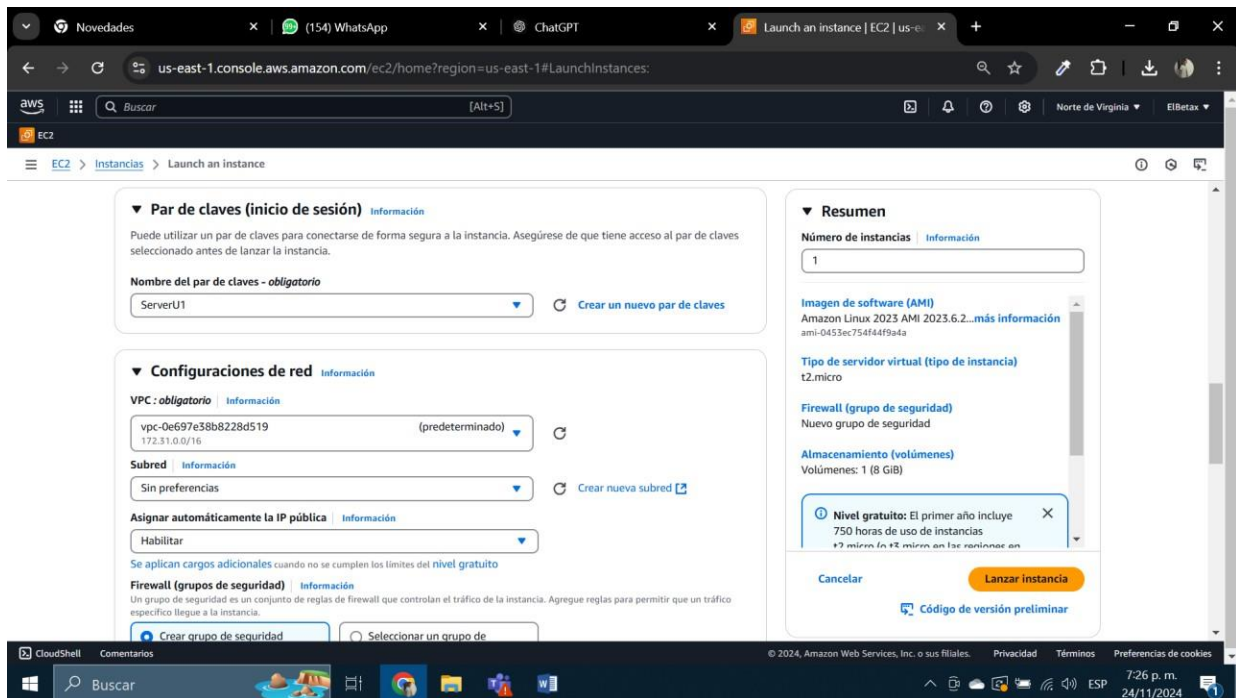 Novedades
(154) WhatsApp
ChatGPT
Launch an instance | EC2 | us-ea
us-east-1.console.aws.amazon.com/ec2/home?region=us-east-1#LaunchInstances:
aws
Buscar
[Alt+S]
Norte de Virginia
ElBetax
EC2
EC2 > Instancias > Launch an instance
Par de claves (inicio de sesión) Información
Puede utilizar un par de claves para conectarse de forma segura a la instancia. Asegúrese de que tiene acceso al par de claves
seleccionado antes de lanzar la instancia.
Nombre del par de claves - obligatorio
ServerU1
Crear un nuevo par de claves
Configuraciones de red Información
VPC : obligatorio Información
vpc-0e697e38b8228d519 (predeterminado)
172.31.0.0/16
Subred Información
Sin preferencias
Crear nueva subred
Asignar automáticamente la IP pública Información
Habilitar
Se aplican cargos adicionales cuando no se cumplen los límites del nivel gratuito
Firewall (grupos de seguridad) Información
Un grupo de seguridad es un conjunto de reglas de firewall que controlan el tráfico de la instancia. Agregue reglas para permitir que un tráfico
específico llegue a la instancia.
Crear grupo de seguridad
Seleccionar un grupo de
Resumen
Número de instancias Información
1
Imagen de software (AMI)
Amazon Linux 2023 AMI 2023.6.2...más información
ami-0453ec754f44f9a4a
Tipo de servidor virtual (tipo de instancia)
t2.micro
Firewall (grupo de seguridad)
Nuevo grupo de seguridad
Almacenamiento (volúmenes)
Volúmenes: 1 (8 GiB)
Nivel gratuito: El primer año incluye
750 horas de uso de instancias
t2.micro (o t3.micro en las regiones en
Cancelar
Lanzar instancia
Código de versión preliminar
CloudShell
Comentarios
© 2024, Amazon Web Services, Inc. o sus filiales.
Privacidad
Términos
Preferencias de cookies
Buscar
ESP
7:26 p. m.
24/11/2024